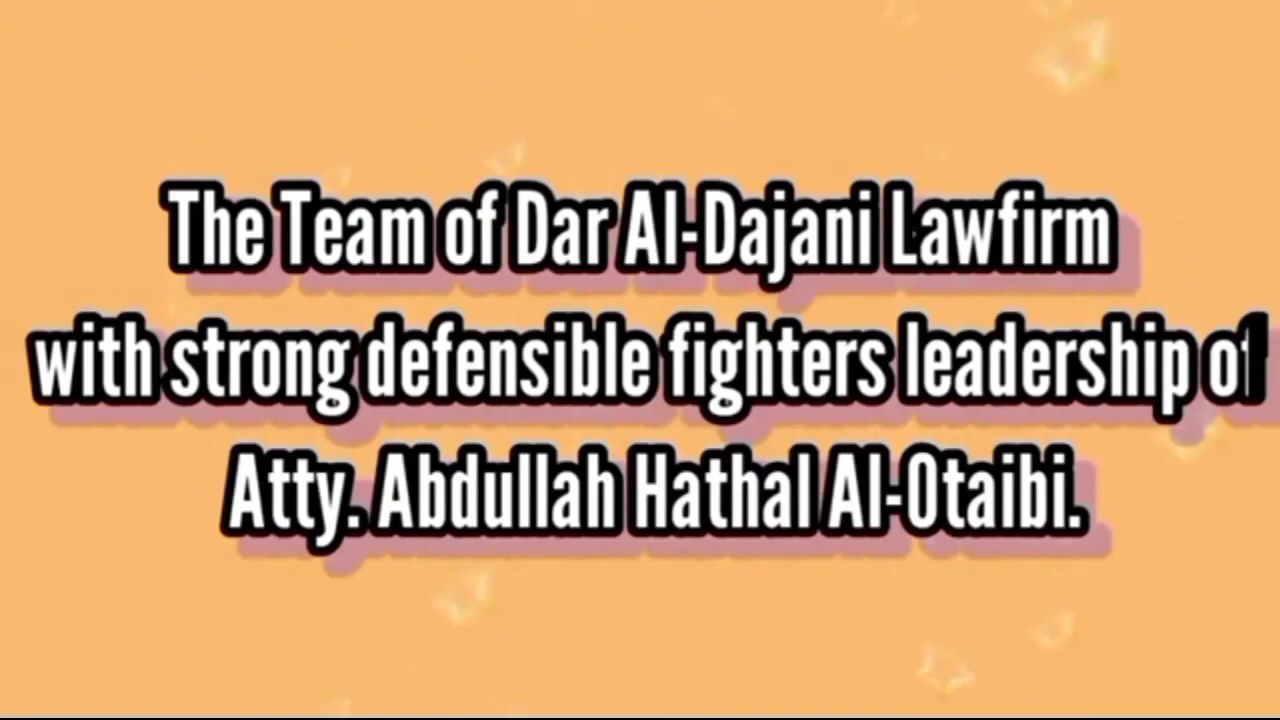 The Team of Dar Al-Dajani Lawfirm
with strong defensible fighters leadership of
Atty. Abdullah Hathal Al-Otaibi.